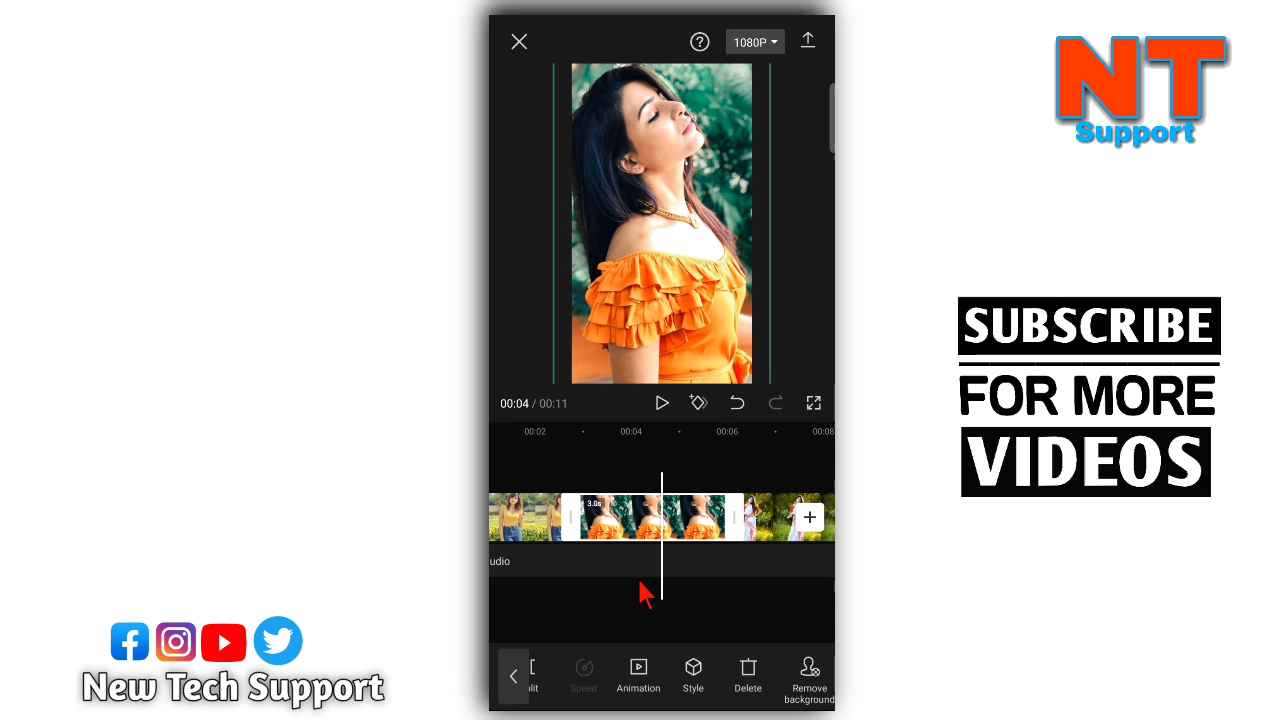 1080P
NT
Support
SUBSCRIBE
FOR MORE
VIDEOS
00:04 / 00:11
00:02
00:04
00:06
00:08
3.0s
udio
lit
Speed
Animation
Style
Delete
Remove
background
New Tech Support